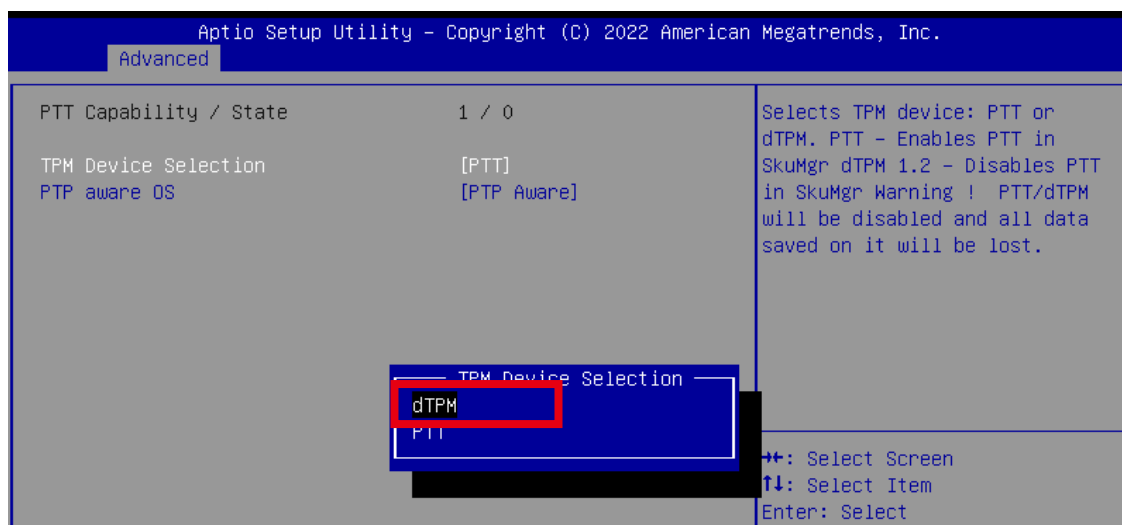 Aptio Setup Utility – Copyright (C) 2022 American Megatrends, Inc.
Advanced
PTT Capability / State 1 / 0
TPM Device Selection [PTT]
PTP aware OS [PTP Aware]
Selects TPM device: PTT or
dTPM. PTT – Enables PTT in
SkuMgr dTPM 1.2 – Disables PTT
in SkuMgr Warning ! PTT/dTPM
will be disabled and all data
saved on it will be lost.
TPM Device Selection
dTPM
PTT
→←: Select Screen
↑↓: Select Item
Enter: Select